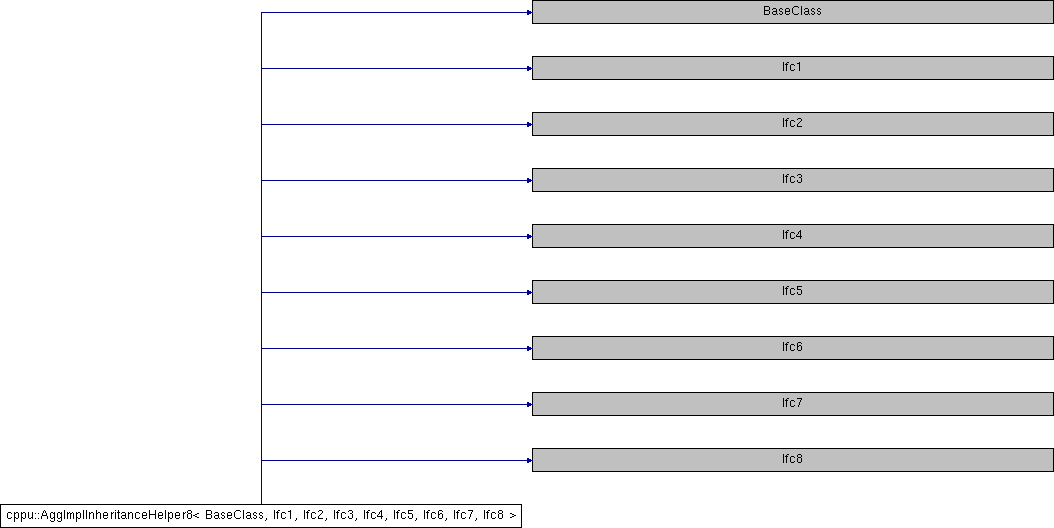 BaseClass
Ifc1
Ifc2
Ifc3
Ifc4
Ifc5
Ifc6
Ifc7
Ifc8
cppu::AggImplInheritanceHelper8< BaseClass, Ifc1, Ifc2, Ifc3, Ifc4, Ifc5, Ifc6, Ifc7, Ifc8 >